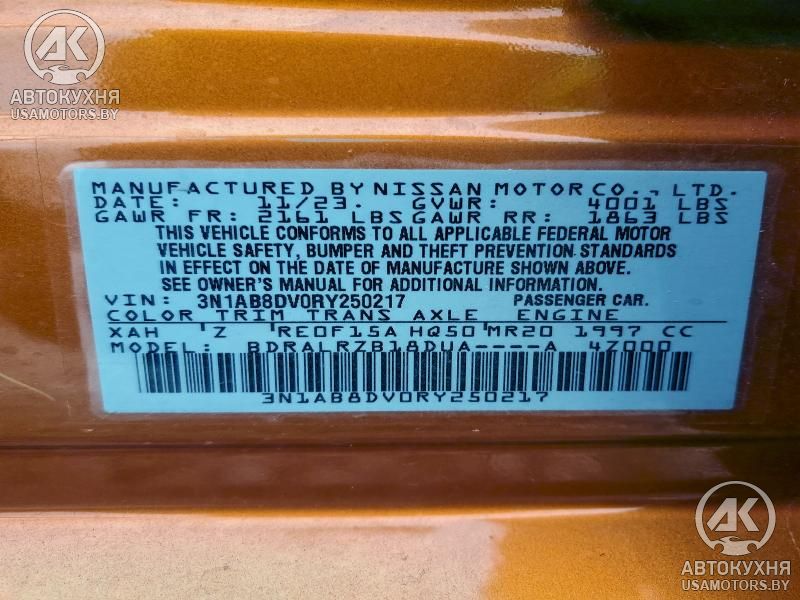 AK
АВТОКУХНЯ
USAMOTORS.BY
MANUFACTURED BY NISSAN MOTOR CO., LTD.
DATE: 11/23. GVWR: 4001 LBS
GAWR FR: 2161 LBS GAWR RR: 1863 LBS
THIS VEHICLE CONFORMS TO ALL APPLICABLE FEDERAL MOTOR
VEHICLE SAFETY, BUMPER AND THEFT PREVENTION STANDARDS
IN EFFECT ON THE DATE OF MANUFACTURE SHOWN ABOVE.
SEE OWNER'S MANUAL FOR ADDITIONAL INFORMATION.
VIN: 3N1AB8DV0RY250217 PASSENGER CAR.
COLOR TRIM TRANS AXLE ENGINE
XAH Z RE0F15A HQ50 MR20 1997 CC
MODEL: BDRALRZB18DUA----A 4Z000
3N1AB8DV0RY250217
AK
АВТОКУХНЯ
USAMOTORS.BY